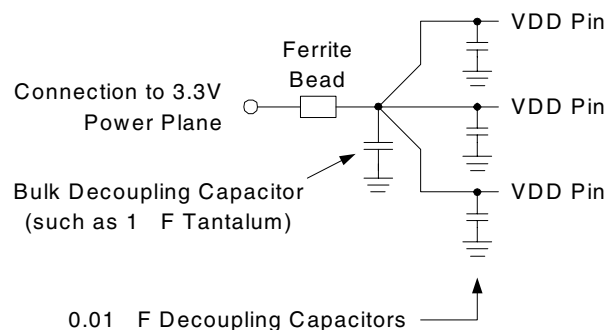 VDD Pin
Ferrite
Bead
Connection to 3.3V
Power Plane
VDD Pin
Bulk Decoupling Capacitor
(such as 1 F Tantalum)
VDD Pin
0.01 F Decoupling Capacitors